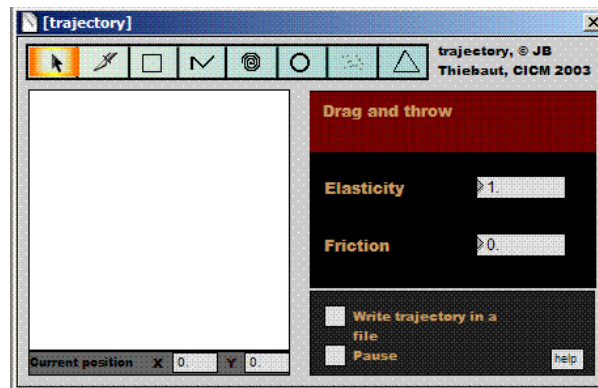 [trajectory]
trajectory, © JB
Thiebaut, CICM 2003
Drag and throw
Elasticity 1.
Friction 0.
Write trajectory in a
file
Pause
help
Current position X 0. Y 0.